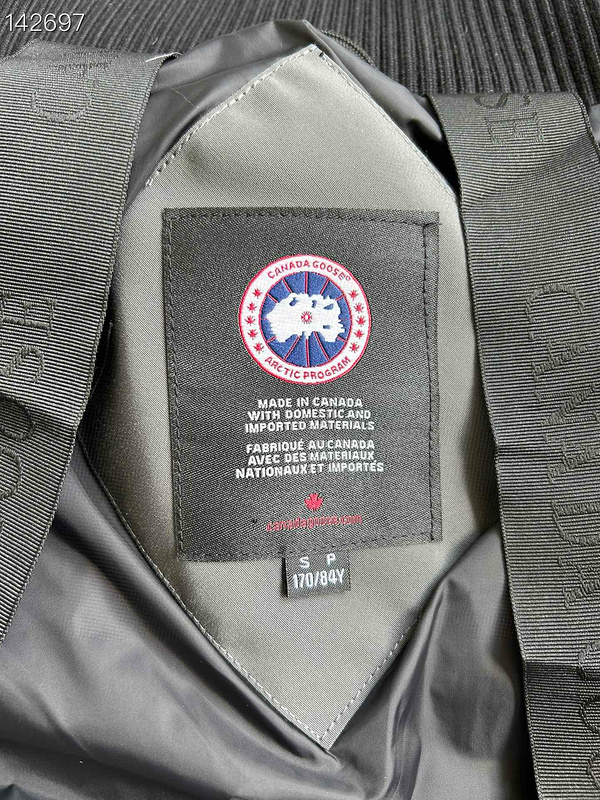 142697
CANADA GOOSE®
ARCTIC PROGRAM
MADE IN CANADA
WITH DOMESTIC AND
IMPORTED MATERIALS
FABRIQUÉ AU CANADA
AVEC DES MATERIAUX
NATIONAUX ET IMPORTÉS
S P
170/84Y